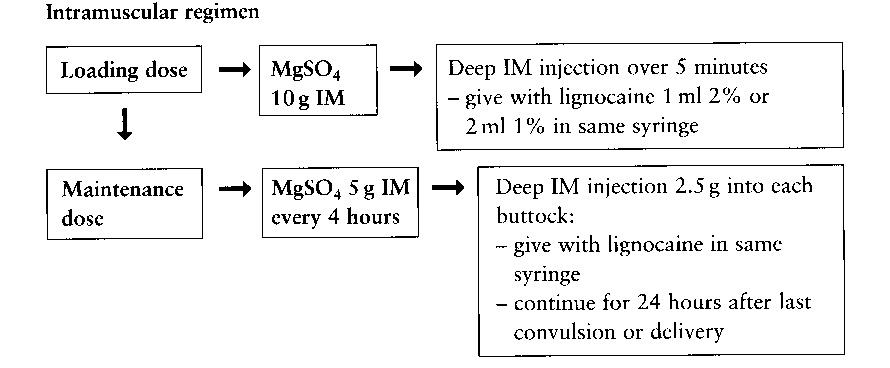 Intramuscular regimen
Loading dose
MgSO₄
10 g IM
Deep IM injection over 5 minutes
– give with lignocaine 1 ml 2% or
2 ml 1% in same syringe
Maintenance
dose
MgSO₄ 5 g IM
every 4 hours
Deep IM injection 2.5 g into each
buttock:
– give with lignocaine in same
syringe
– continue for 24 hours after last
convulsion or delivery